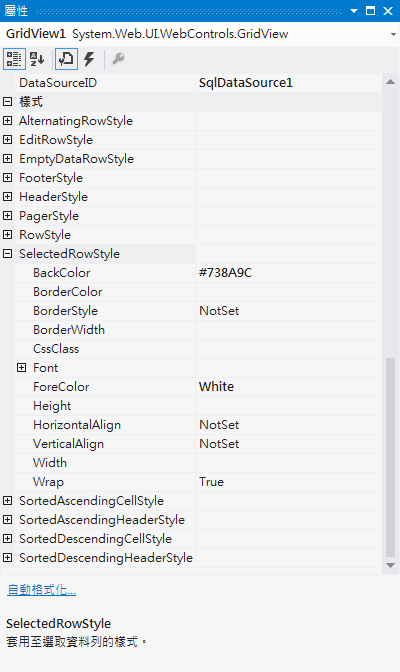 屬性
GridView1 System.Web.UI.WebControls.GridView
DataSourceID SqlDataSource1
樣式
AlternatingRowStyle
EditRowStyle
EmptyDataRowStyle
FooterStyle
HeaderStyle
PagerStyle
RowStyle
SelectedRowStyle
BackColor #738A9C
BorderColor
BorderStyle NotSet
BorderWidth
CssClass
Font
ForeColor White
Height
HorizontalAlign NotSet
VerticalAlign NotSet
Width
Wrap True
SortedAscendingCellStyle
SortedAscendingHeaderStyle
SortedDescendingCellStyle
SortedDescendingHeaderStyle
自動格式化...
SelectedRowStyle
套用至選取資料列的樣式。